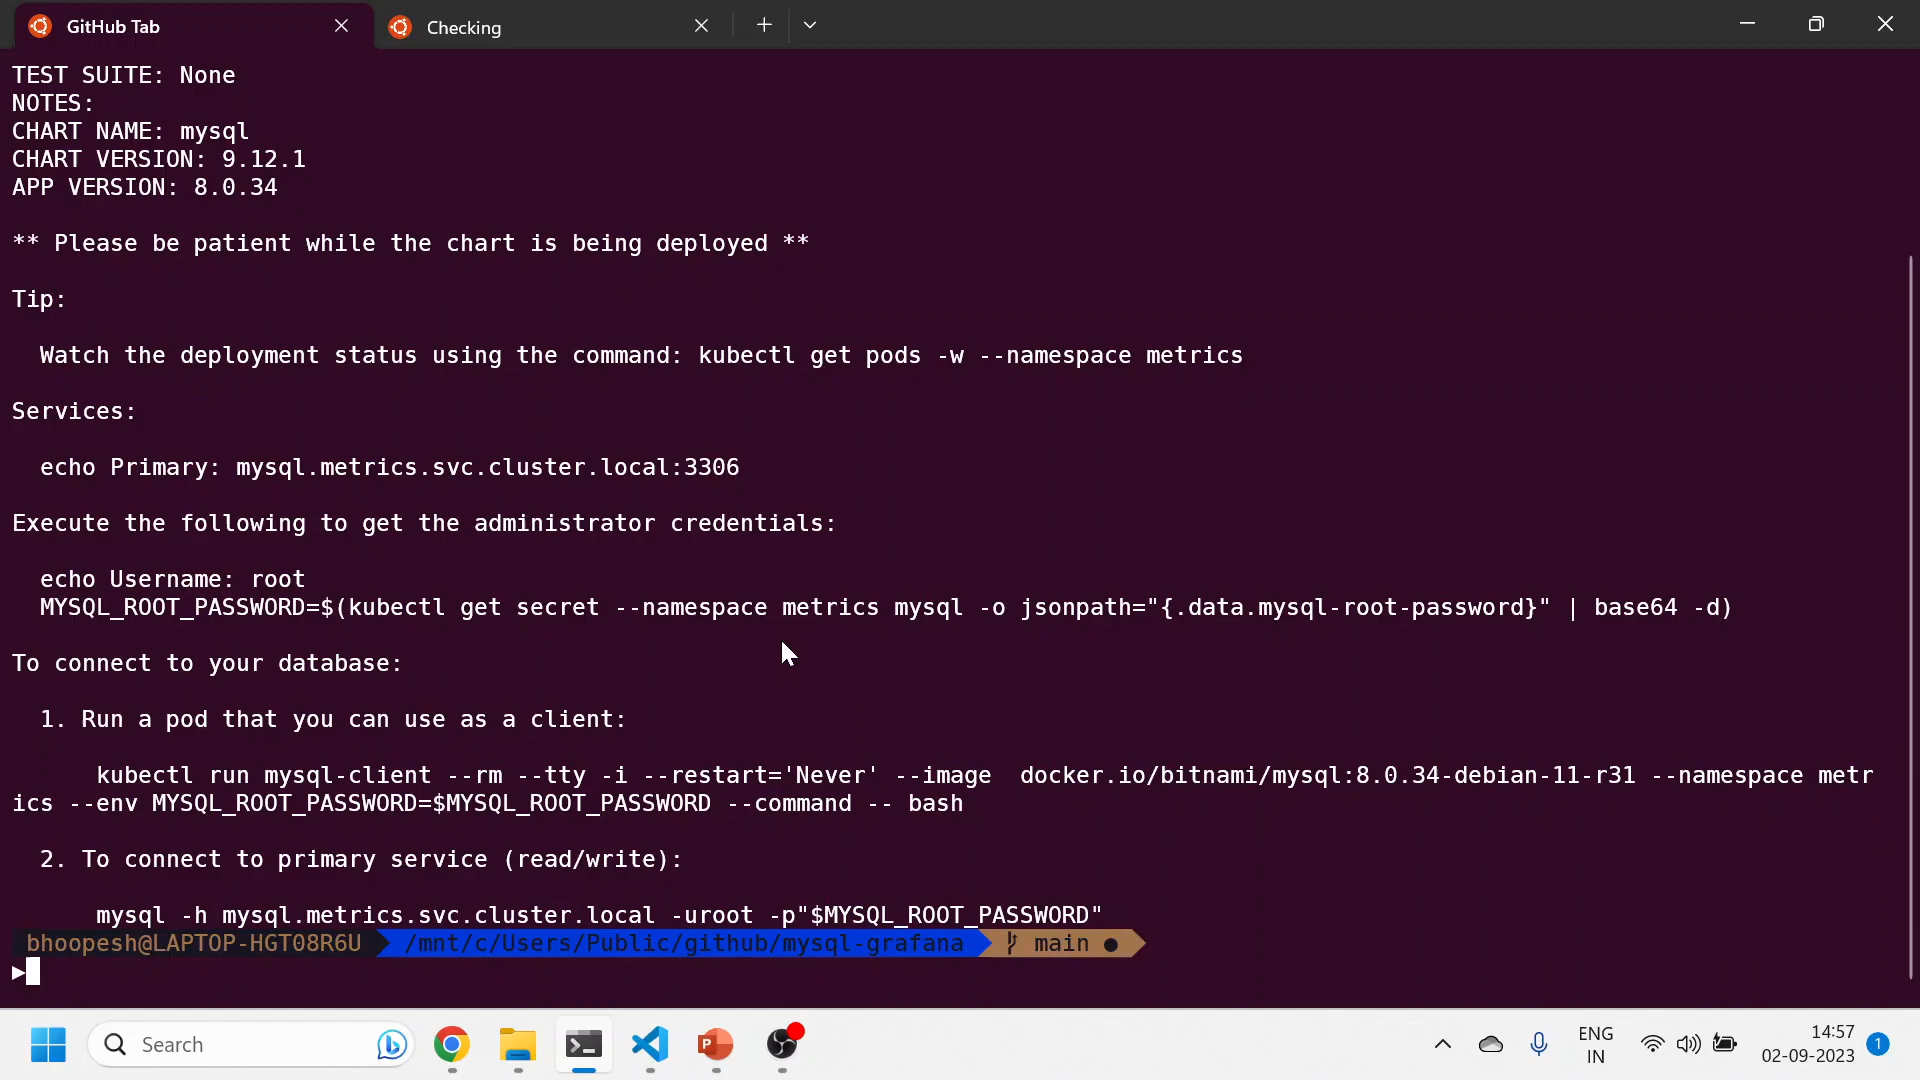 GitHub Tab
Checking
TEST SUITE: None
NOTES:
CHART NAME: mysql
CHART VERSION: 9.12.1
APP VERSION: 8.0.34
** Please be patient while the chart is being deployed **
Tip:
Watch the deployment status using the command: kubectl get pods -w --namespace metrics
Services:
echo Primary: mysql.metrics.svc.cluster.local:3306
Execute the following to get the administrator credentials:
echo Username: root
MYSQL_ROOT_PASSWORD=$(kubectl get secret --namespace metrics mysql -o jsonpath="{.data.mysql-root-password}" | base64 -d)
To connect to your database:
1. Run a pod that you can use as a client:
kubectl run mysql-client --rm --tty -i --restart='Never' --image  docker.io/bitnami/mysql:8.0.34-debian-11-r31 --namespace metr
ics --env MYSQL_ROOT_PASSWORD=$MYSQL_ROOT_PASSWORD --command -- bash
2. To connect to primary service (read/write):
mysql -h mysql.metrics.svc.cluster.local -uroot -p"$MYSQL_ROOT_PASSWORD"
bhoopesh@LAPTOP-HGT08R6U /mnt/c/Users/Public/github/mysql-grafana main ●
Search
ENG
IN
14:57
02-09-2023
1